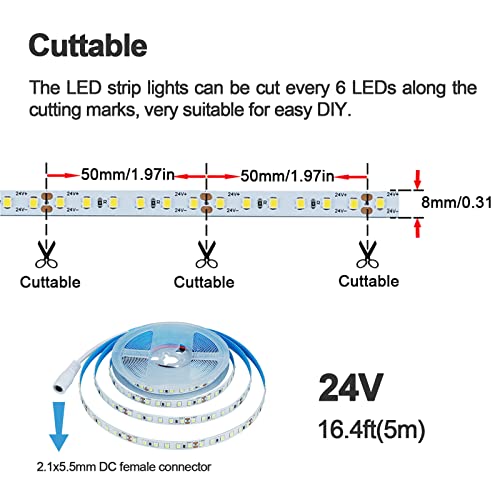 Cuttable
The LED strip lights can be cut every 6 LEDs along the
cutting marks, very suitable for easy DIY.
50mm/1.97in 50mm/1.97in
24V+ 24V+ 24V+ 24V+ 24V+ 24V+
8mm/0.31
24V- 24V- 24V- 24V- 24V- 24V-
Cuttable Cuttable Cuttable
24V
16.4ft(5m)
2.1x5.5mm DC female connector